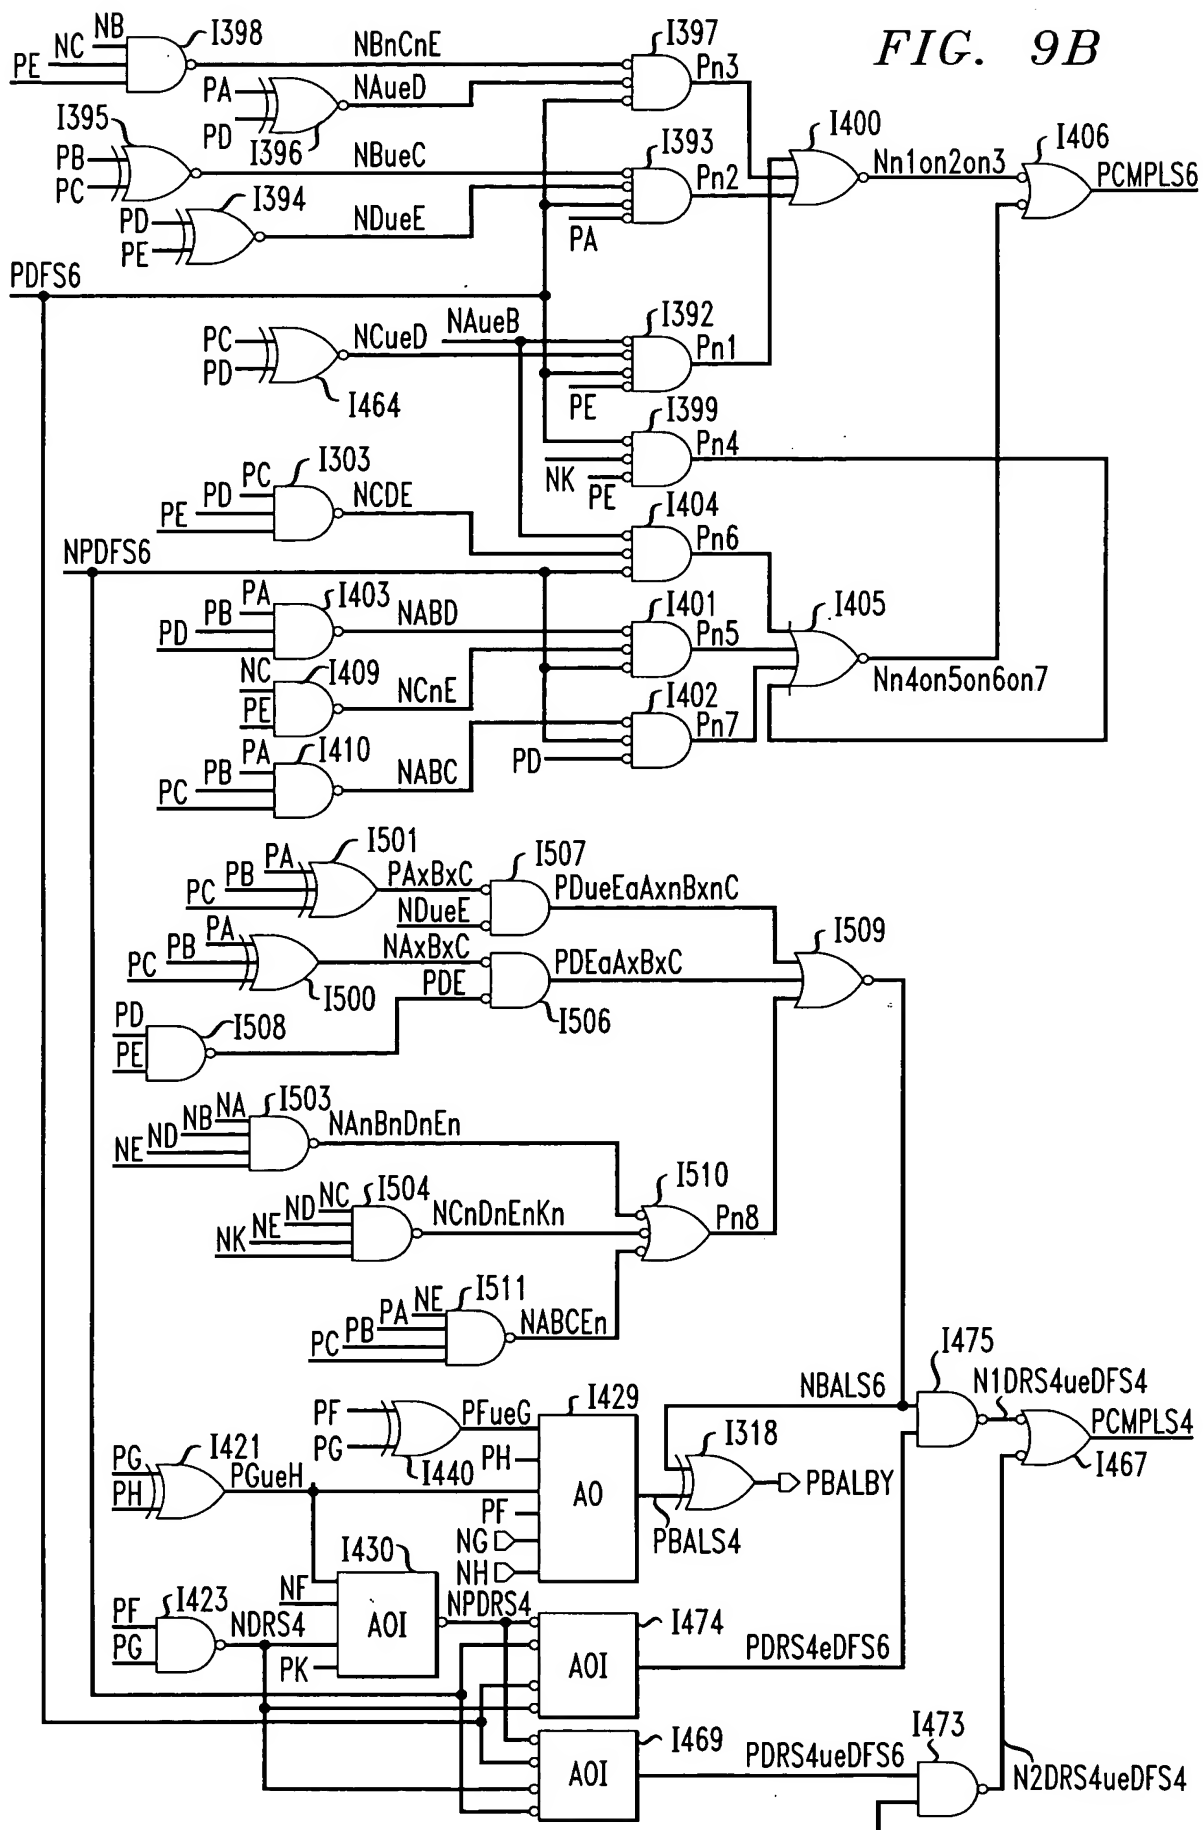 FIG. 9B
NB
NC
PE
I398
NBnCnE
I397
Pn3
PA
PD
I396
NAueD
I395
PB
PC
NBueC
I393
Pn2
PA
I394
PD
PE
NDueE
I400
Nn1on2on3
I406
PCMPLS6
PDFS6
PC
PD
I464
NCueD
NAueB
I392
Pn1
PE
I399
Pn4
NK
PE
I303
PC
PD
PE
NCDE
I404
Pn6
NPDFS6
I403
PA
PB
PD
NABD
I401
Pn5
I405
Nn4on5on6on7
NC
PE
I409
NCnE
I402
Pn7
PD
I410
PA
PB
PC
NABC
I501
PA
PB
PC
PAxBxC
I507
NDueE
PDueEaAxnBxnC
PA
PB
PC
I500
NAxBxC
PDE
I506
PDEaAxBxC
I509
PD
PE
I508
I503
NA
NB
ND
NE
NAnBnDnEn
I504
NC
ND
NE
NK
NCnDnEnKn
I510
Pn8
I511
NE
PA
PB
PC
NABCEn
I475
NBALS6
N1DRS4ueDFS4
PCMPLS4
I467
PF
PG
I440
PFueG
I429
AO
PH
PF
NG
NH
I421
PG
PH
PGueH
I318
PBALBY
PBALS4
I430
NF
AOI
PK
NPDRS4
I423
PF
PG
NDRS4
I474
AOI
PDRS4eDFS6
I469
AOI
PDRS4ueDFS6
I473
N2DRS4ueDFS4